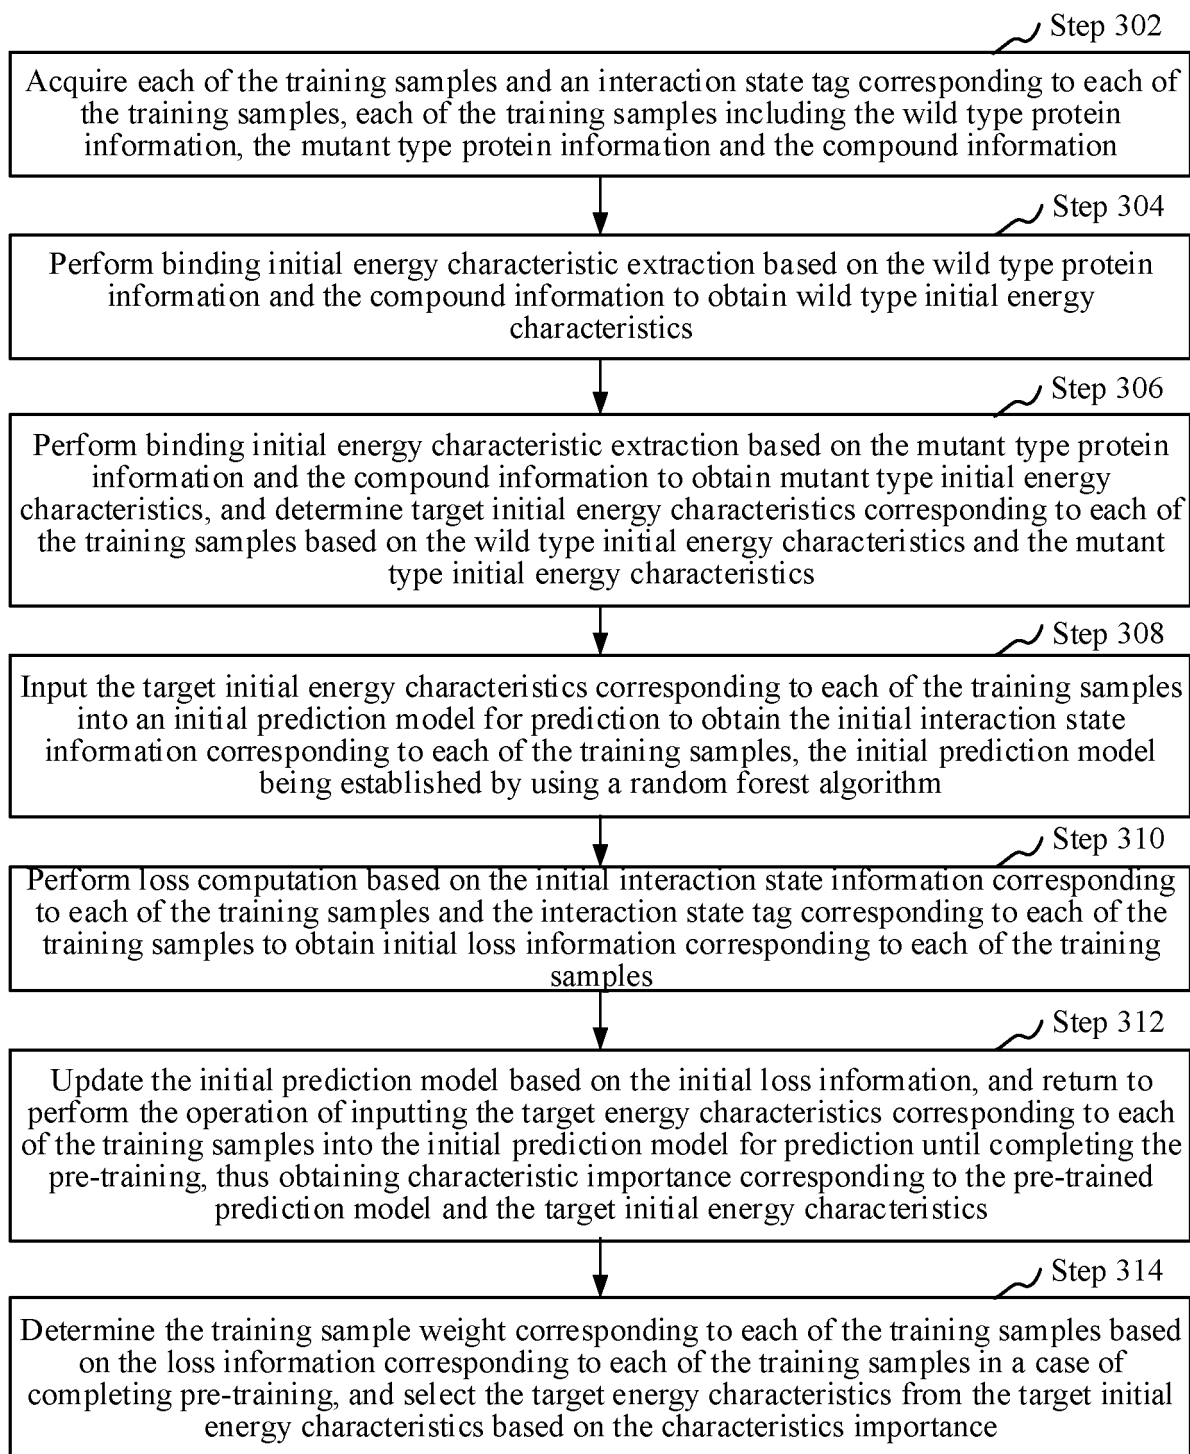 Step 302
Acquire each of the training samples and an interaction state tag corresponding to each of
the training samples, each of the training samples including the wild type protein
information, the mutant type protein information and the compound information
Step 304
Perform binding initial energy characteristic extraction based on the wild type protein
information and the compound information to obtain wild type initial energy
characteristics
Step 306
Perform binding initial energy characteristic extraction based on the mutant type protein
information and the compound information to obtain mutant type initial energy
characteristics, and determine target initial energy characteristics corresponding to each of
the training samples based on the wild type initial energy characteristics and the mutant
type initial energy characteristics
Step 308
Input the target initial energy characteristics corresponding to each of the training samples
into an initial prediction model for prediction to obtain the initial interaction state
information corresponding to each of the training samples, the initial prediction model
being established by using a random forest algorithm
Step 310
Perform loss computation based on the initial interaction state information corresponding
to each of the training samples and the interaction state tag corresponding to each of the
training samples to obtain initial loss information corresponding to each of the training
samples
Step 312
Update the initial prediction model based on the initial loss information, and return to
perform the operation of inputting the target energy characteristics corresponding to each
of the training samples into the initial prediction model for prediction until completing the
pre-training, thus obtaining characteristic importance corresponding to the pre-trained
prediction model and the target initial energy characteristics
Step 314
Determine the training sample weight corresponding to each of the training samples based
on the loss information corresponding to each of the training samples in a case of
completing pre-training, and select the target energy characteristics from the target initial
energy characteristics based on the characteristics importance